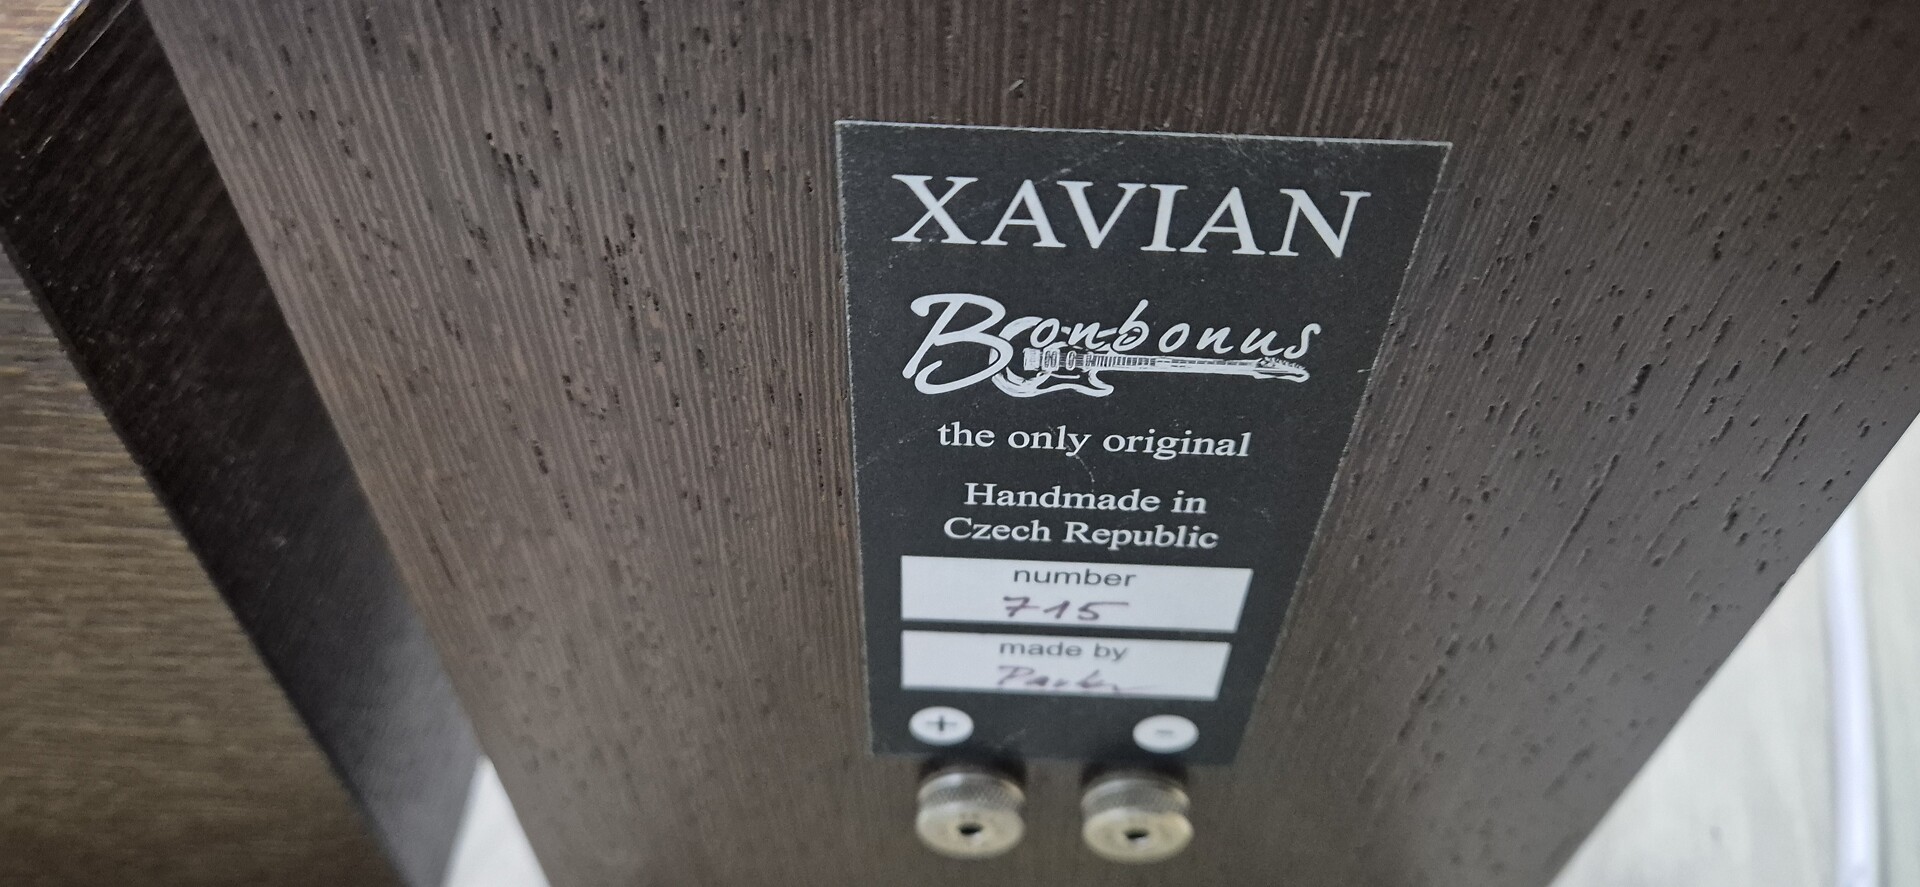 XAVIAN
Bonbonus
the only original
Handmade in
Czech Republic
number
715
made by
+ -